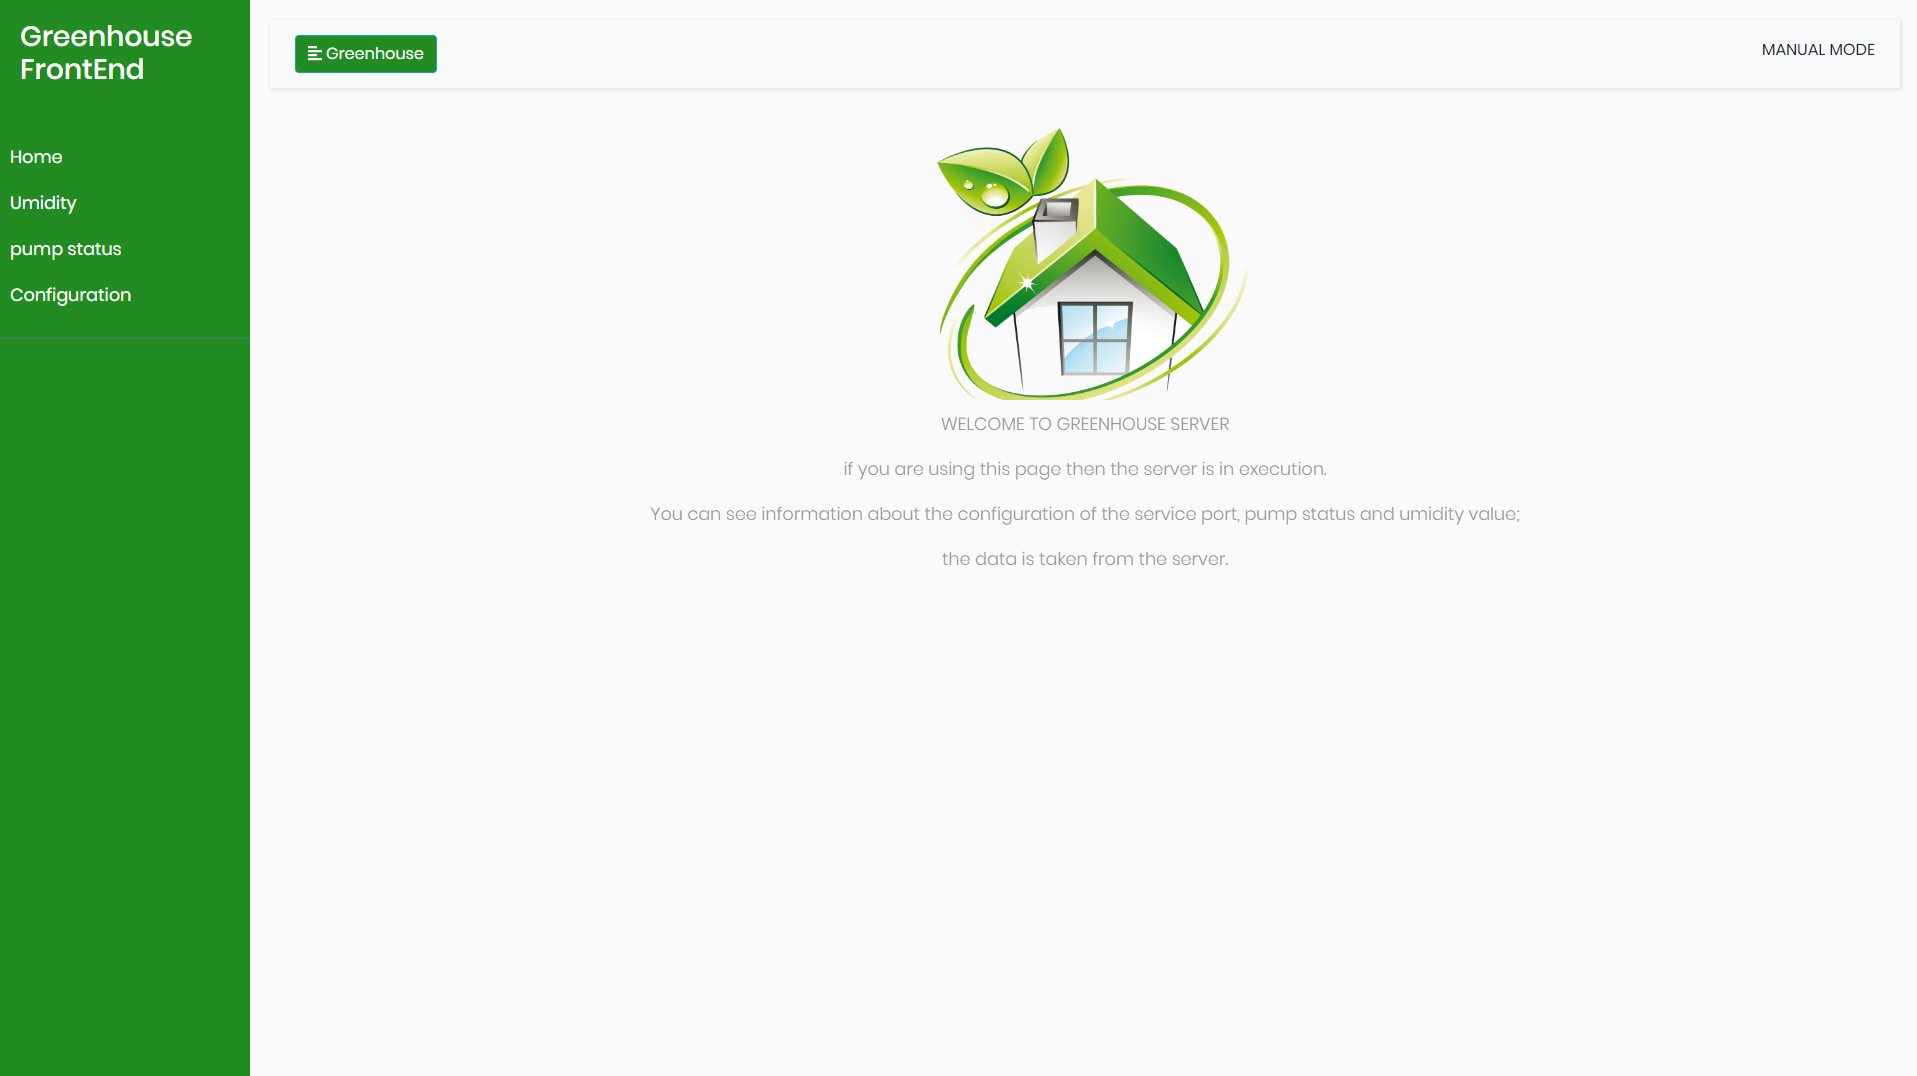 Greenhouse
FrontEnd
Home
Umidity
pump status
Configuration
Greenhouse
MANUAL MODE
WELCOME TO GREENHOUSE SERVER
if you are using this page then the server is in execution.
You can see information about the configuration of the service port, pump status and umidity value;
the data is taken from the server.